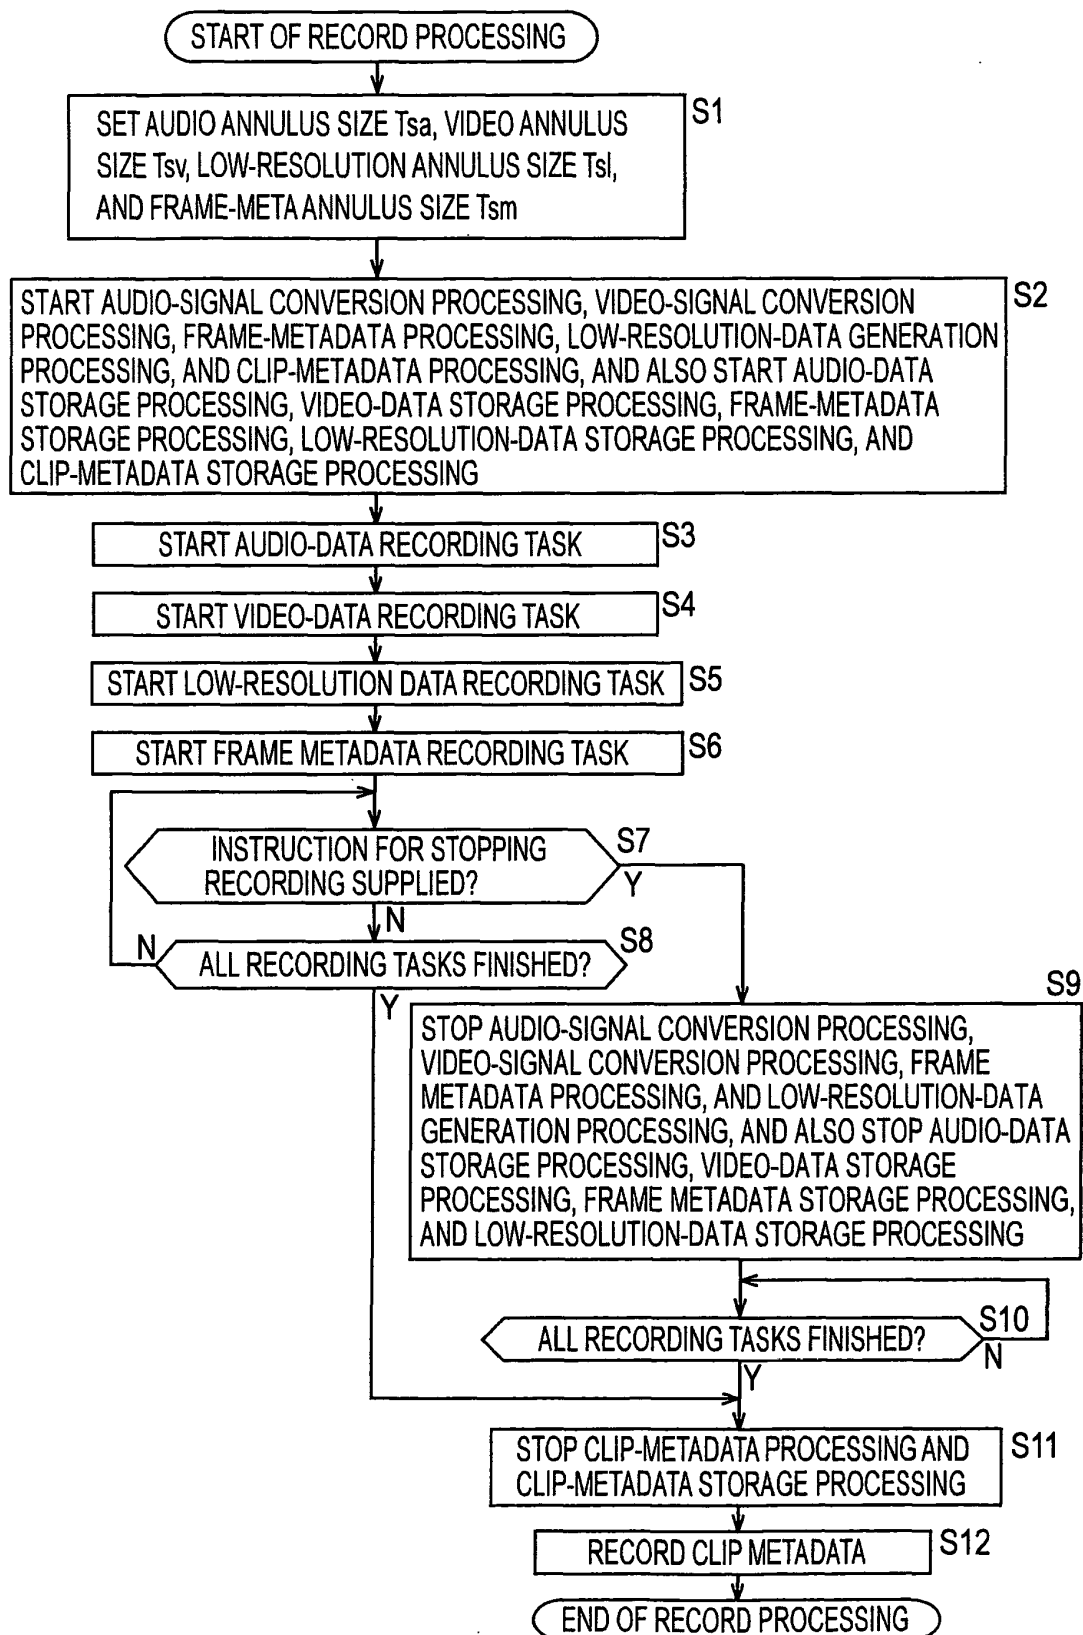 START OF RECORD PROCESSING
S1
SET AUDIO ANNULUS SIZE Tsa, VIDEO ANNULUS
SIZE Tsv, LOW-RESOLUTION ANNULUS SIZE Tsl,
AND FRAME-META ANNULUS SIZE Tsm
S2
START AUDIO-SIGNAL CONVERSION PROCESSING, VIDEO-SIGNAL CONVERSION
PROCESSING, FRAME-METADATA PROCESSING, LOW-RESOLUTION-DATA GENERATION
PROCESSING, AND CLIP-METADATA PROCESSING, AND ALSO START AUDIO-DATA
STORAGE PROCESSING, VIDEO-DATA STORAGE PROCESSING, FRAME-METADATA
STORAGE PROCESSING, LOW-RESOLUTION-DATA STORAGE PROCESSING, AND
CLIP-METADATA STORAGE PROCESSING
START AUDIO-DATA RECORDING TASK S3
START VIDEO-DATA RECORDING TASK S4
START LOW-RESOLUTION DATA RECORDING TASK S5
START FRAME METADATA RECORDING TASK S6
S7
INSTRUCTION FOR STOPPING
RECORDING SUPPLIED?
Y
N
S8
N
ALL RECORDING TASKS FINISHED?
Y
S9
STOP AUDIO-SIGNAL CONVERSION PROCESSING,
VIDEO-SIGNAL CONVERSION PROCESSING, FRAME
METADATA PROCESSING, AND LOW-RESOLUTION-DATA
GENERATION PROCESSING, AND ALSO STOP AUDIO-DATA
STORAGE PROCESSING, VIDEO-DATA STORAGE
PROCESSING, FRAME METADATA STORAGE PROCESSING,
AND LOW-RESOLUTION-DATA STORAGE PROCESSING
S10
ALL RECORDING TASKS FINISHED?
N
Y
S11
STOP CLIP-METADATA PROCESSING AND
CLIP-METADATA STORAGE PROCESSING
RECORD CLIP METADATA S12
END OF RECORD PROCESSING